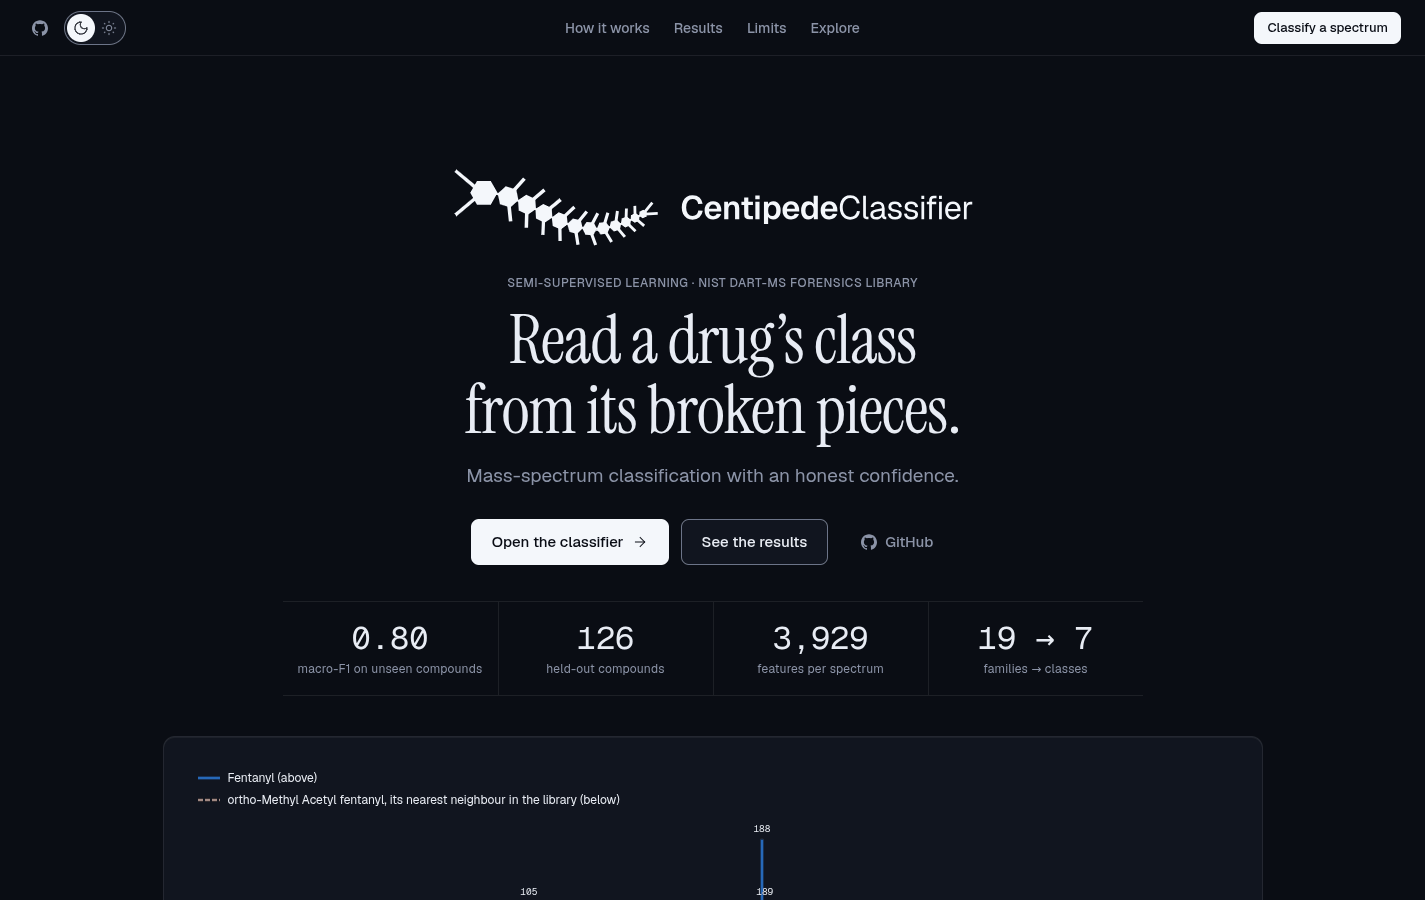 How it works
Results
Limits
Explore
Classify a spectrum
CentipedeClassifier
SEMI-SUPERVISED LEARNING · NIST DART-MS FORENSICS LIBRARY
Read a drug’s class
from its broken pieces.
Mass-spectrum classification with an honest confidence.
Open the classifier →
See the results
GitHub
0.80
macro-F1 on unseen compounds
126
held-out compounds
3,929
features per spectrum
19 → 7
families → classes
Fentanyl (above)
ortho-Methyl Acetyl fentanyl, its nearest neighbour in the library (below)
188
105
189